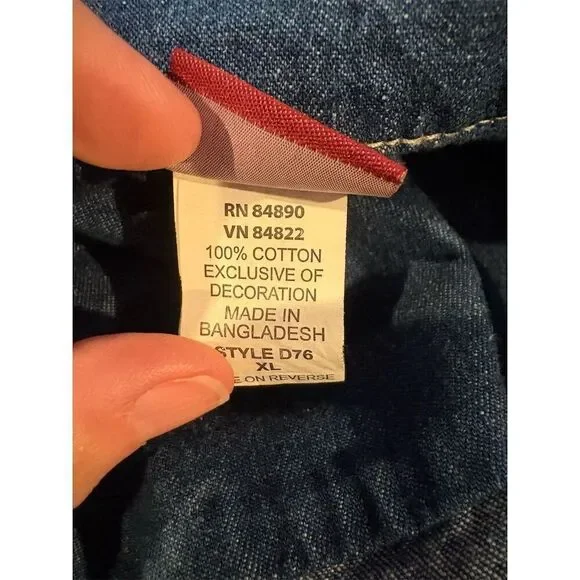 RN 84890
VN 84822
100% COTTON
EXCLUSIVE OF
DECORATION
MADE IN
BANGLADESH
STYLE D76
XL
ON REVERSE